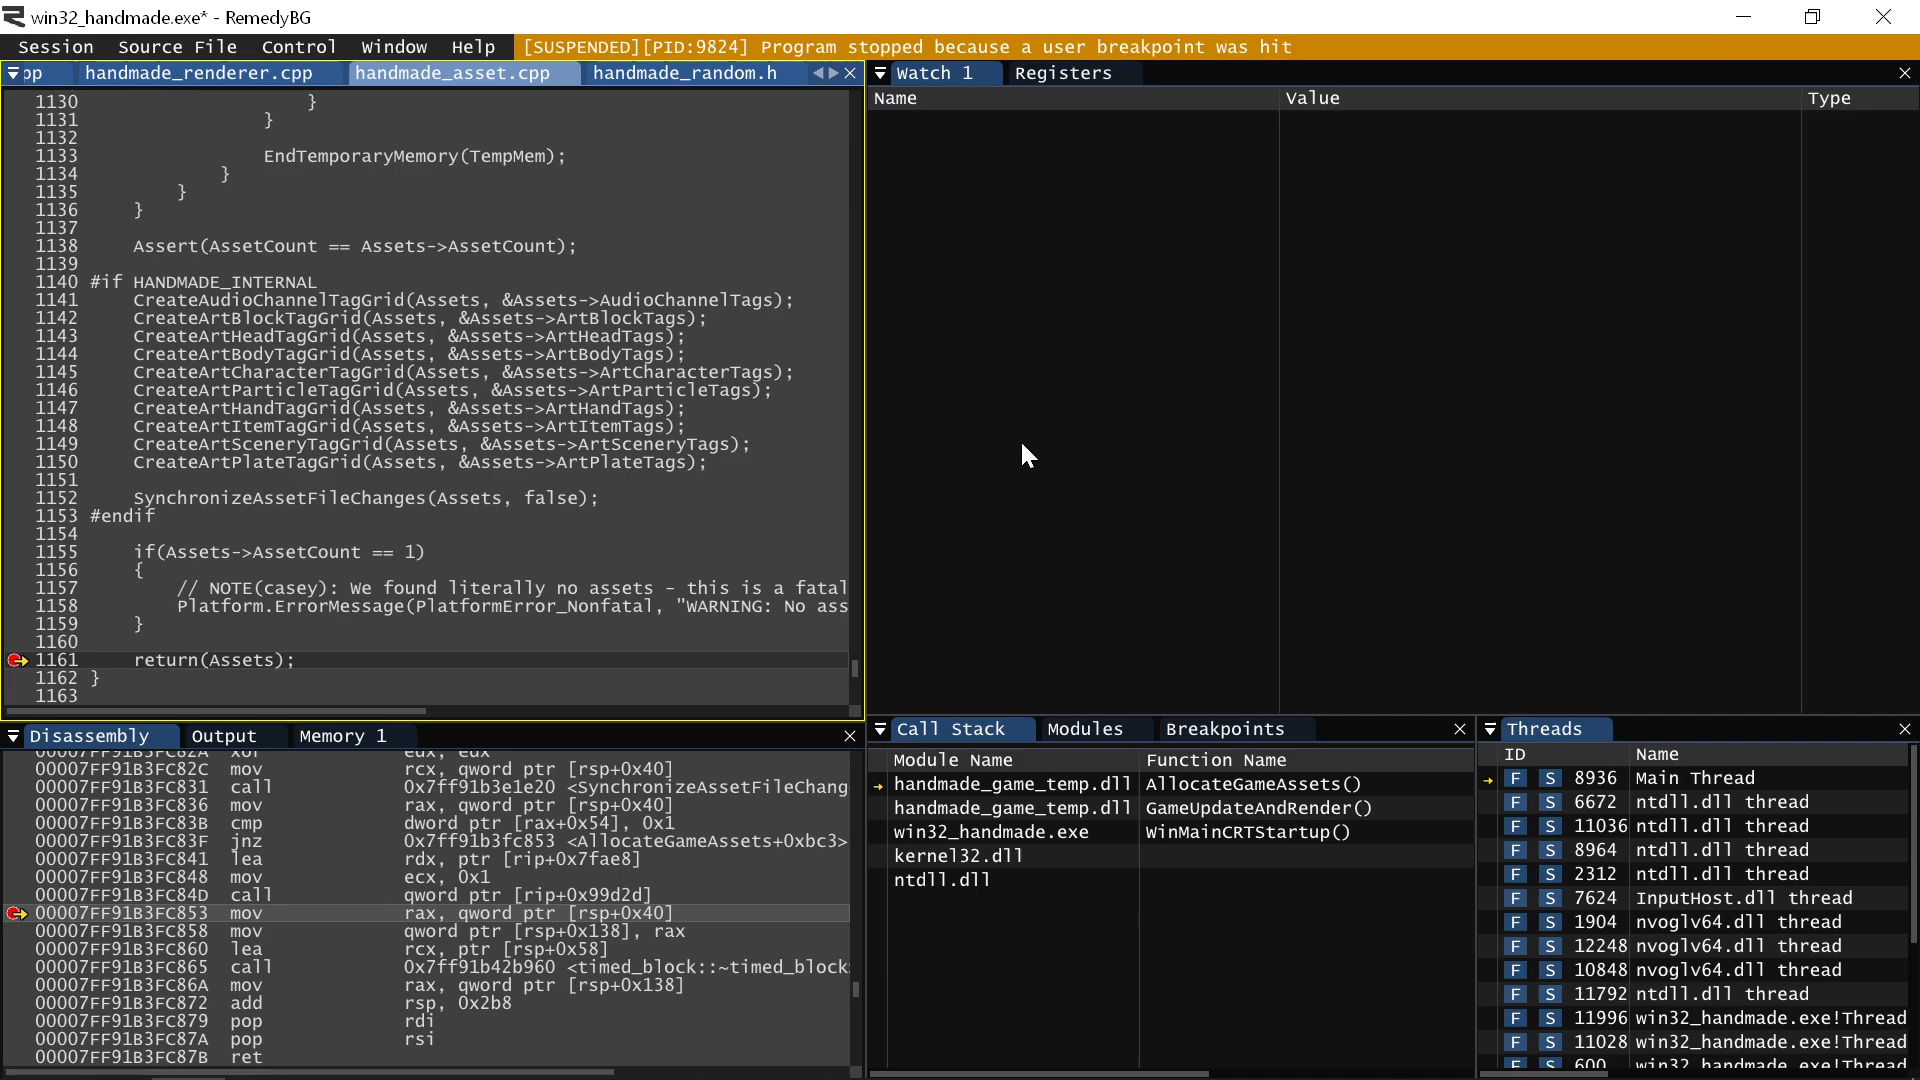 win32_handmade.exe* - RemedyBG
Session Source File Control Window Help [SUSPENDED][PID:9824] Program stopped because a user breakpoint was hit
pp handmade_renderer.cpp handmade_asset.cpp handmade_random.h
1130 }
1131 }
1132
1133 EndTemporaryMemory(TempMem);
1134 }
1135 }
1136 }
1137
1138 Assert(AssetCount == Assets->AssetCount);
1139
1140 #if HANDMADE_INTERNAL
1141 CreateAudioChannelTagGrid(Assets, &Assets->AudioChannelTags);
1142 CreateArtBlockTagGrid(Assets, &Assets->ArtBlockTags);
1143 CreateArtHeadTagGrid(Assets, &Assets->ArtHeadTags);
1144 CreateArtBodyTagGrid(Assets, &Assets->ArtBodyTags);
1145 CreateArtCharacterTagGrid(Assets, &Assets->ArtCharacterTags);
1146 CreateArtParticleTagGrid(Assets, &Assets->ArtParticleTags);
1147 CreateArtHandTagGrid(Assets, &Assets->ArtHandTags);
1148 CreateArtItemTagGrid(Assets, &Assets->ArtItemTags);
1149 CreateArtSceneryTagGrid(Assets, &Assets->ArtSceneryTags);
1150 CreateArtPlateTagGrid(Assets, &Assets->ArtPlateTags);
1151
1152 SynchronizeAssetFileChanges(Assets, false);
1153 #endif
1154
1155 if(Assets->AssetCount == 1)
1156 {
1157 // NOTE(casey): We found literally no assets - this is a fatal
1158 Platform.ErrorMessage(PlatformError_Nonfatal, "WARNING: No ass
1159 }
1160
1161 return(Assets);
1162 }
1163
Watch 1 Registers
Name Value Type
Disassembly Output Memory 1
00007FF91B3FC82A xor edx, edx
00007FF91B3FC82C mov rcx, qword ptr [rsp+0x40]
00007FF91B3FC831 call 0x7ff91b3e1e20 <SynchronizeAssetFileChang
00007FF91B3FC836 mov rax, qword ptr [rsp+0x40]
00007FF91B3FC83B cmp dword ptr [rax+0x54], 0x1
00007FF91B3FC83F jnz 0x7ff91b3fc853 <AllocateGameAssets+0xbc3>
00007FF91B3FC841 lea rdx, ptr [rip+0x7fae8]
00007FF91B3FC848 mov ecx, 0x1
00007FF91B3FC84D call qword ptr [rip+0x99d2d]
00007FF91B3FC853 mov rax, qword ptr [rsp+0x40]
00007FF91B3FC858 mov qword ptr [rsp+0x138], rax
00007FF91B3FC860 lea rcx, ptr [rsp+0x58]
00007FF91B3FC865 call 0x7ff91b42b960 <timed_block::~timed_block
00007FF91B3FC86A mov rax, qword ptr [rsp+0x138]
00007FF91B3FC872 add rsp, 0x2b8
00007FF91B3FC879 pop rdi
00007FF91B3FC87A pop rsi
00007FF91B3FC87B ret
Call Stack Modules Breakpoints
Module Name Function Name
handmade_game_temp.dll AllocateGameAssets()
handmade_game_temp.dll GameUpdateAndRender()
win32_handmade.exe WinMainCRTStartup()
kernel32.dll
ntdll.dll
Threads
ID Name
F S 8936 Main Thread
F S 6672 ntdll.dll thread
F S 11036 ntdll.dll thread
F S 8964 ntdll.dll thread
F S 2312 ntdll.dll thread
F S 7624 InputHost.dll thread
F S 1904 nvoglv64.dll thread
F S 12248 nvoglv64.dll thread
F S 10848 nvoglv64.dll thread
F S 11792 ntdll.dll thread
F S 11996 win32_handmade.exe!Thread
F S 11028 win32_handmade.exe!Thread
F S 600 win32_handmade.exe!Thread